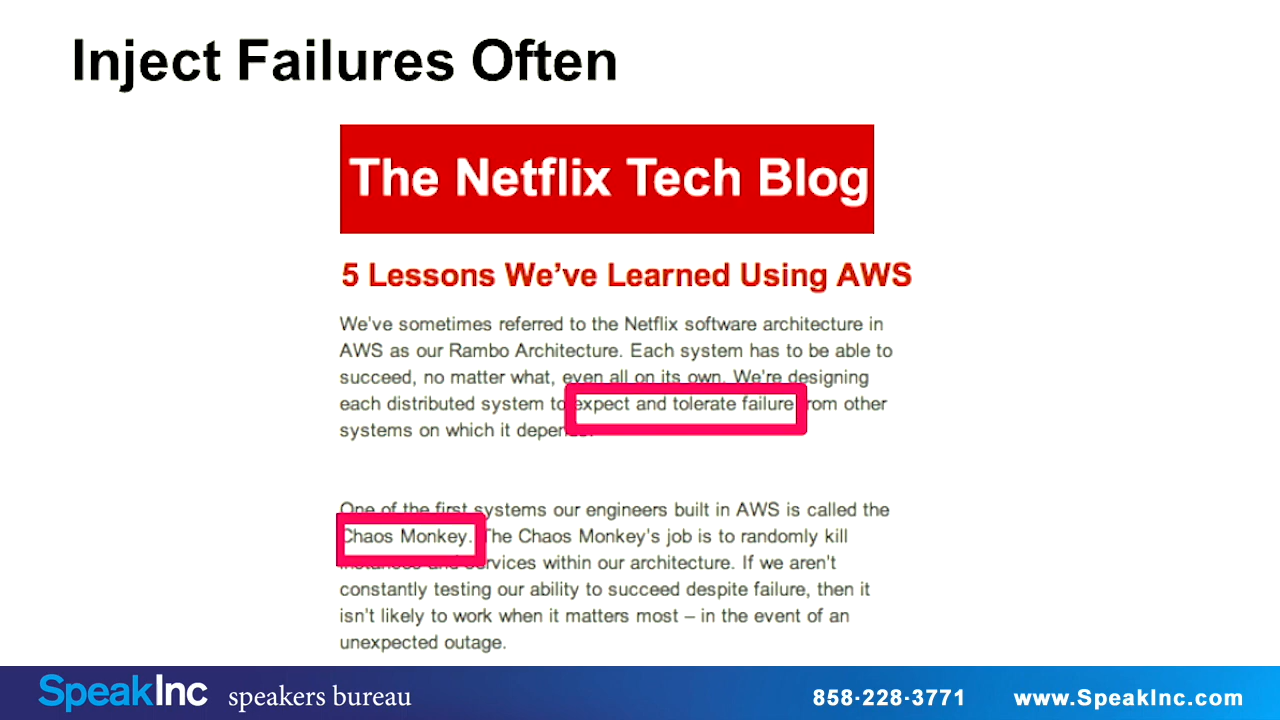 Inject Failures Often
The Netflix Tech Blog
5 Lessons We’ve Learned Using AWS
We’ve sometimes referred to the Netflix software architecture in
AWS as our Rambo Architecture. Each system has to be able to
succeed, no matter what, even all on its own. We’re designing
each distributed system to expect and tolerate failure from other
systems on which it depends.
One of the first systems our engineers built in AWS is called the
Chaos Monkey. The Chaos Monkey’s job is to randomly kill
instances and services within our architecture. If we aren’t
constantly testing our ability to succeed despite failure, then it
isn’t likely to work when it matters most – in the event of an
unexpected outage.
SpeakInc speakers bureau
858-228-3771 www.SpeakInc.com